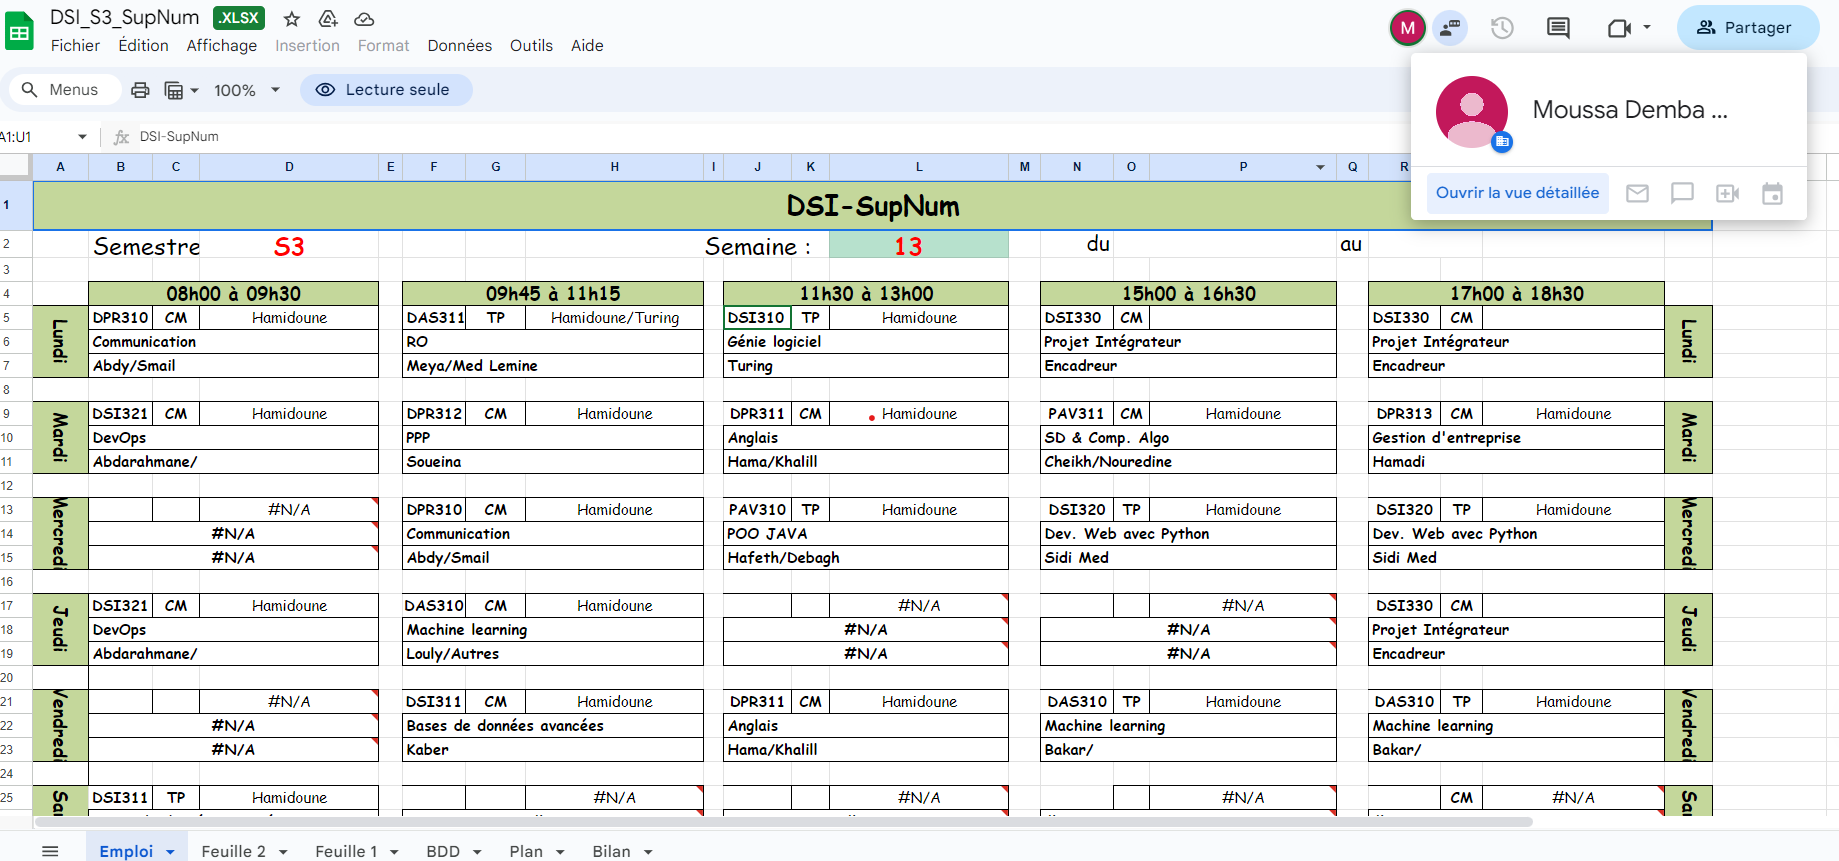 DSI_S3_SupNum .XLSX
Fichier Édition Affichage Insertion Format Données Outils Aide
M Partager
Menus 100% Lecture seule
Moussa Demba ...
Ouvrir la vue détaillée
A1:U1 fx DSI-SupNum
A B C D E F G H I J K L M N O P Q R
1 DSI-SupNum
2 Semestre S3 Semaine : 13 du au
3
4 08h00 à 09h30 09h45 à 11h15 11h30 à 13h00 15h00 à 16h30 17h00 à 18h30
5 Lundi DPR310 CM Hamidoune DAS311 TP Hamidoune/Turing DSI310 TP Hamidoune DSI330 CM DSI330 CM Lundi
6 Communication RO Génie logiciel Projet Intégrateur Projet Intégrateur
7 Abdy/Smail Meya/Med Lemine Turing Encadreur Encadreur
8
9 Mardi DSI321 CM Hamidoune DPR312 CM Hamidoune DPR311 CM Hamidoune PAV311 CM Hamidoune DPR313 CM Hamidoune Mardi
10 DevOps PPP Anglais SD & Comp. Algo Gestion d'entreprise
11 Abdarahmane/ Soueina Hama/Khalill Cheikh/Nouredine Hamadi
12
13 Mercredi #N/A DPR310 CM Hamidoune PAV310 TP Hamidoune DSI320 TP Hamidoune DSI320 TP Hamidoune Mercredi
14 #N/A Communication POO JAVA Dev. Web avec Python Dev. Web avec Python
15 #N/A Abdy/Smail Hafeth/Debagh Sidi Med Sidi Med
16
17 Jeudi DSI321 CM Hamidoune DAS310 CM Hamidoune #N/A #N/A DSI330 CM Jeudi
18 DevOps Machine learning #N/A #N/A Projet Intégrateur
19 Abdarahmane/ Louly/Autres #N/A #N/A Encadreur
20
21 Vendredi #N/A DSI311 CM Hamidoune DPR311 CM Hamidoune DAS310 TP Hamidoune DAS310 TP Hamidoune Vendredi
22 #N/A Bases de données avancées Anglais Machine learning Machine learning
23 #N/A Kaber Hama/Khalill Bakar/ Bakar/
24
25 Sa DSI311 TP Hamidoune #N/A #N/A #N/A CM #N/A Sa
Emploi Feuille 2 Feuille 1 BDD Plan Bilan